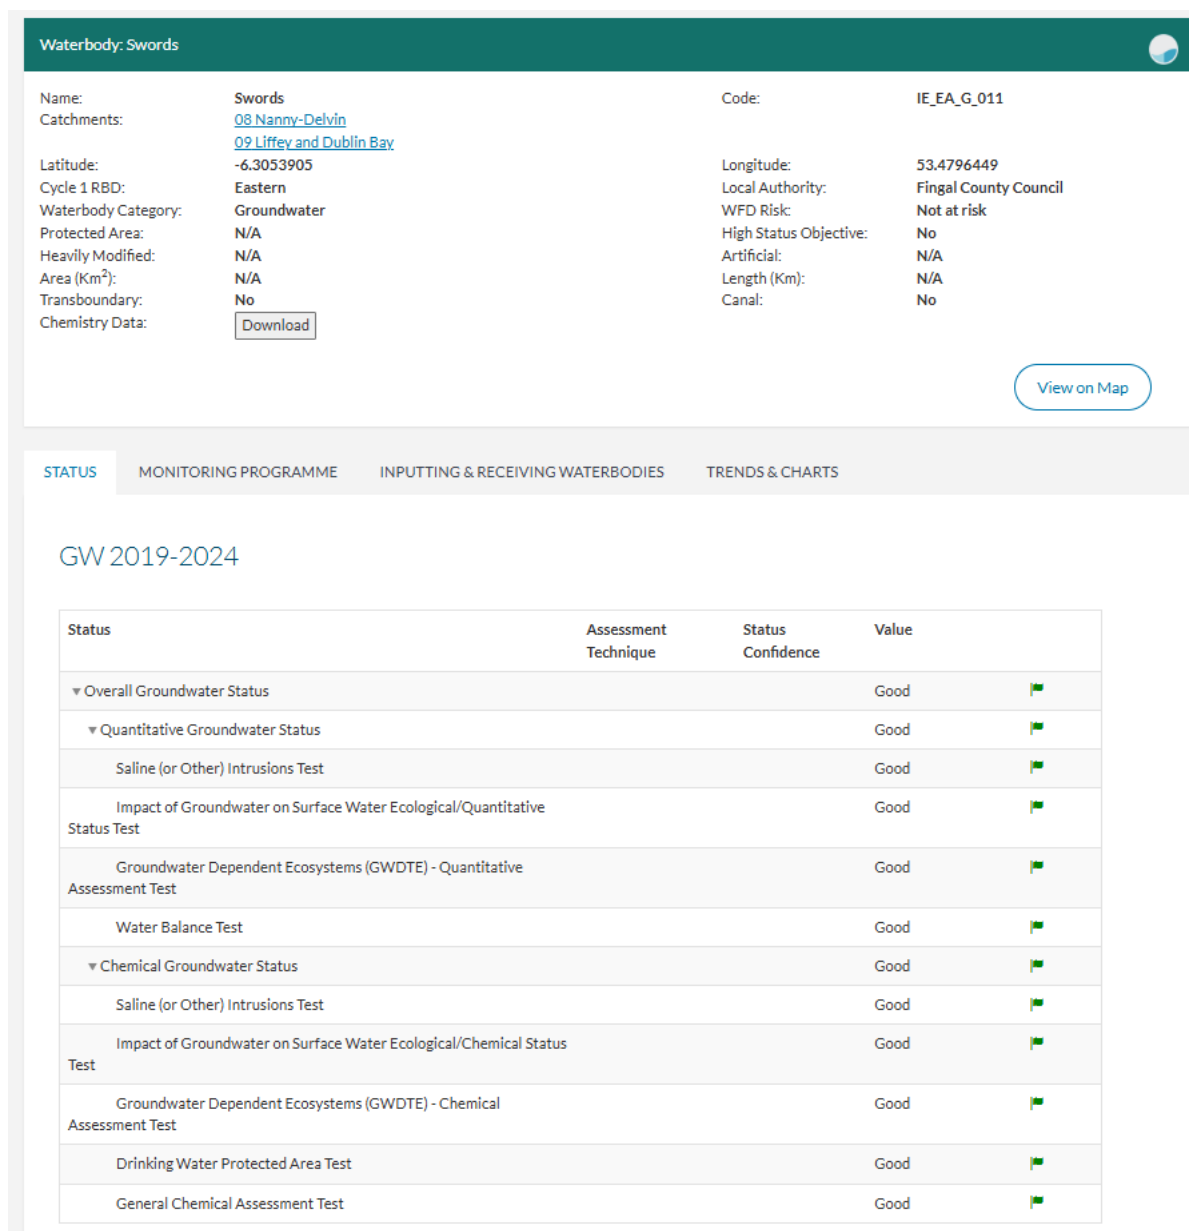 Waterbody: Swords
Name: Swords Code: IE_EA_G_011
Catchments: 08 Nanny-Delvin
09 Liffey and Dublin Bay
Latitude: -6.3053905 Longitude: 53.4796449
Cycle 1 RBD: Eastern Local Authority: Fingal County Council
Waterbody Category: Groundwater WFD Risk: Not at risk
Protected Area: N/A High Status Objective: No
Heavily Modified: N/A Artificial: N/A
Area (Km²): N/A Length (Km): N/A
Transboundary: No Canal: No
Chemistry Data: Download
View on Map
STATUS MONITORING PROGRAMME INPUTTING & RECEIVING WATERBODIES TRENDS & CHARTS
GW 2019-2024
Status Assessment Technique Status Confidence Value
Overall Groundwater Status Good
Quantitative Groundwater Status Good
Saline (or Other) Intrusions Test Good
Impact of Groundwater on Surface Water Ecological/Quantitative Good
Status Test
Groundwater Dependent Ecosystems (GWDTE) - Quantitative Good
Assessment Test
Water Balance Test Good
Chemical Groundwater Status Good
Saline (or Other) Intrusions Test Good
Impact of Groundwater on Surface Water Ecological/Chemical Status Good
Test
Groundwater Dependent Ecosystems (GWDTE) - Chemical Good
Assessment Test
Drinking Water Protected Area Test Good
General Chemical Assessment Test Good